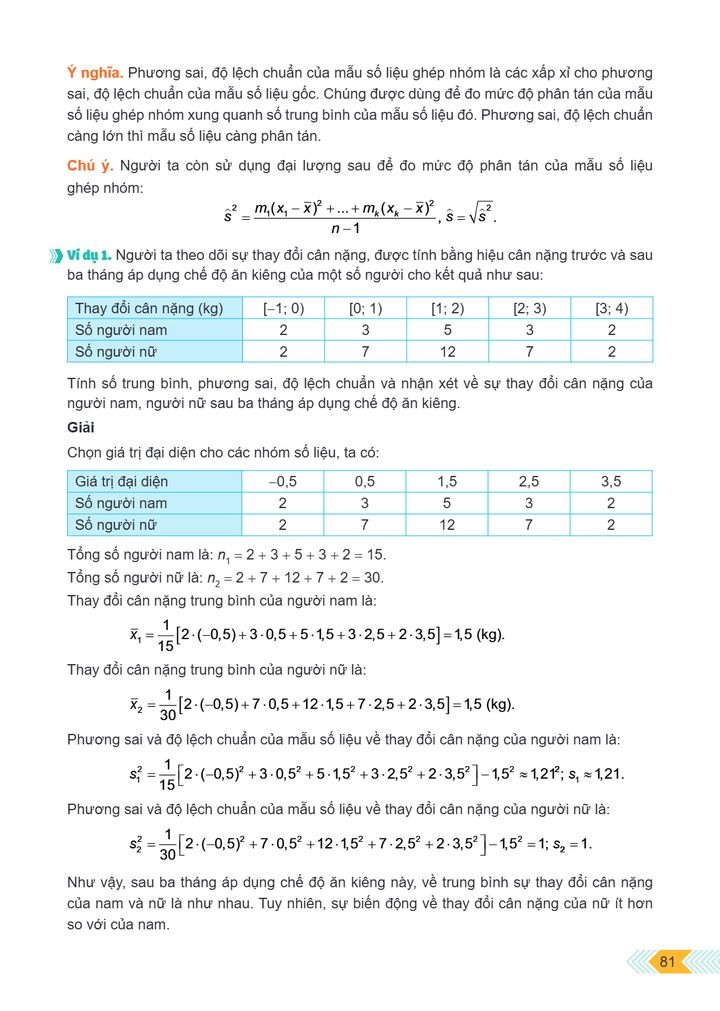 Ý nghĩa. Phương sai, độ lệch chuẩn của mẫu số liệu ghép nhóm là các xấp xỉ cho phương
sai, độ lệch chuẩn của mẫu số liệu gốc. Chúng được dùng để đo mức độ phân tán của mẫu
số liệu ghép nhóm xung quanh số trung bình của mẫu số liệu đó. Phương sai, độ lệch chuẩn
càng lớn thì mẫu số liệu càng phân tán.
Chú ý. Người ta còn sử dụng đại lượng sau để đo mức độ phân tán của mẫu số liệu
ghép nhóm:
ŝ² = (m₁(x₁ − x̄)² + ... + mₖ(xₖ − x̄)²)/(n − 1), ŝ = √ŝ².
Ví dụ 1. Người ta theo dõi sự thay đổi cân nặng, được tính bằng hiệu cân nặng trước và sau
ba tháng áp dụng chế độ ăn kiêng của một số người cho kết quả như sau:
Thay đổi cân nặng (kg) [−1; 0) [0; 1) [1; 2) [2; 3) [3; 4)
Số người nam 2 3 5 3 2
Số người nữ 2 7 12 7 2
Tính số trung bình, phương sai, độ lệch chuẩn và nhận xét về sự thay đổi cân nặng của
người nam, người nữ sau ba tháng áp dụng chế độ ăn kiêng.
Giải
Chọn giá trị đại diện cho các nhóm số liệu, ta có:
Giá trị đại diện −0,5 0,5 1,5 2,5 3,5
Số người nam 2 3 5 3 2
Số người nữ 2 7 12 7 2
Tổng số người nam là: n₁ = 2 + 3 + 5 + 3 + 2 = 15.
Tổng số người nữ là: n₂ = 2 + 7 + 12 + 7 + 2 = 30.
Thay đổi cân nặng trung bình của người nam là:
x̄₁ = 1/15 [2·(−0,5) + 3·0,5 + 5·1,5 + 3·2,5 + 2·3,5] = 1,5 (kg).
Thay đổi cân nặng trung bình của người nữ là:
x̄₂ = 1/30 [2·(−0,5) + 7·0,5 + 12·1,5 + 7·2,5 + 2·3,5] = 1,5 (kg).
Phương sai và độ lệch chuẩn của mẫu số liệu về thay đổi cân nặng của người nam là:
s₁² = 1/15 [2·(−0,5)² + 3·0,5² + 5·1,5² + 3·2,5² + 2·3,5²] − 1,5² ≈ 1,21²; s₁ ≈ 1,21.
Phương sai và độ lệch chuẩn của mẫu số liệu về thay đổi cân nặng của người nữ là:
s₂² = 1/30 [2·(−0,5)² + 7·0,5² + 12·1,5² + 7·2,5² + 2·3,5²] − 1,5² = 1; s₂ = 1.
Như vậy, sau ba tháng áp dụng chế độ ăn kiêng này, về trung bình sự thay đổi cân nặng
của nam và nữ là như nhau. Tuy nhiên, sự biến động về thay đổi cân nặng của nữ ít hơn
so với của nam.
81